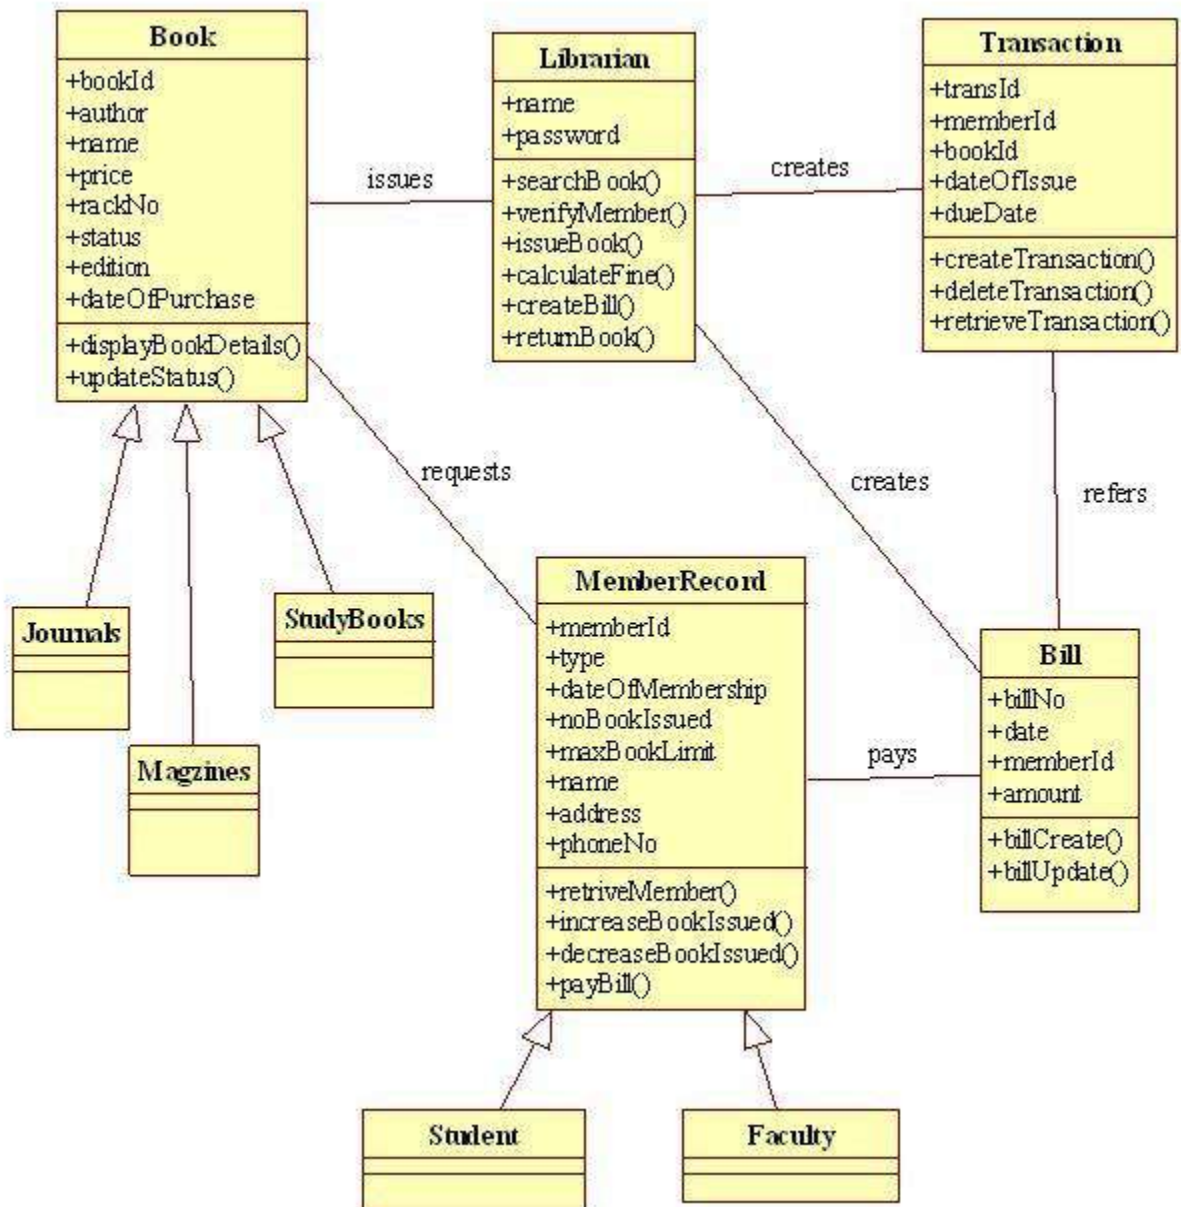 Book
+bookId
+author
+name
+price
+rackNo
+status
+edition
+dateOfPurchase
+displayBookDetails()
+updateStatus()
issues
Librarian
+name
+password
+searchBook()
+verifyMember()
+issueBook()
+calculateFine()
+createBill()
+returnBook()
creates
Transaction
+transId
+memberId
+bookId
+dateOfIssue
+dueDate
+createTransaction()
+deleteTransaction()
+retrieveTransaction()
requests
creates
refers
Journals
StudyBooks
Magzines
MemberRecord
+memberId
+type
+dateOfMembership
+noBookIssued
+maxBookLimit
+name
+address
+phoneNo
+retriveMember()
+increaseBookIssued()
+decreaseBookIssued()
+payBill()
pays
Bill
+billNo
+date
+memberId
+amount
+billCreate()
+billUpdate()
Student
Faculty